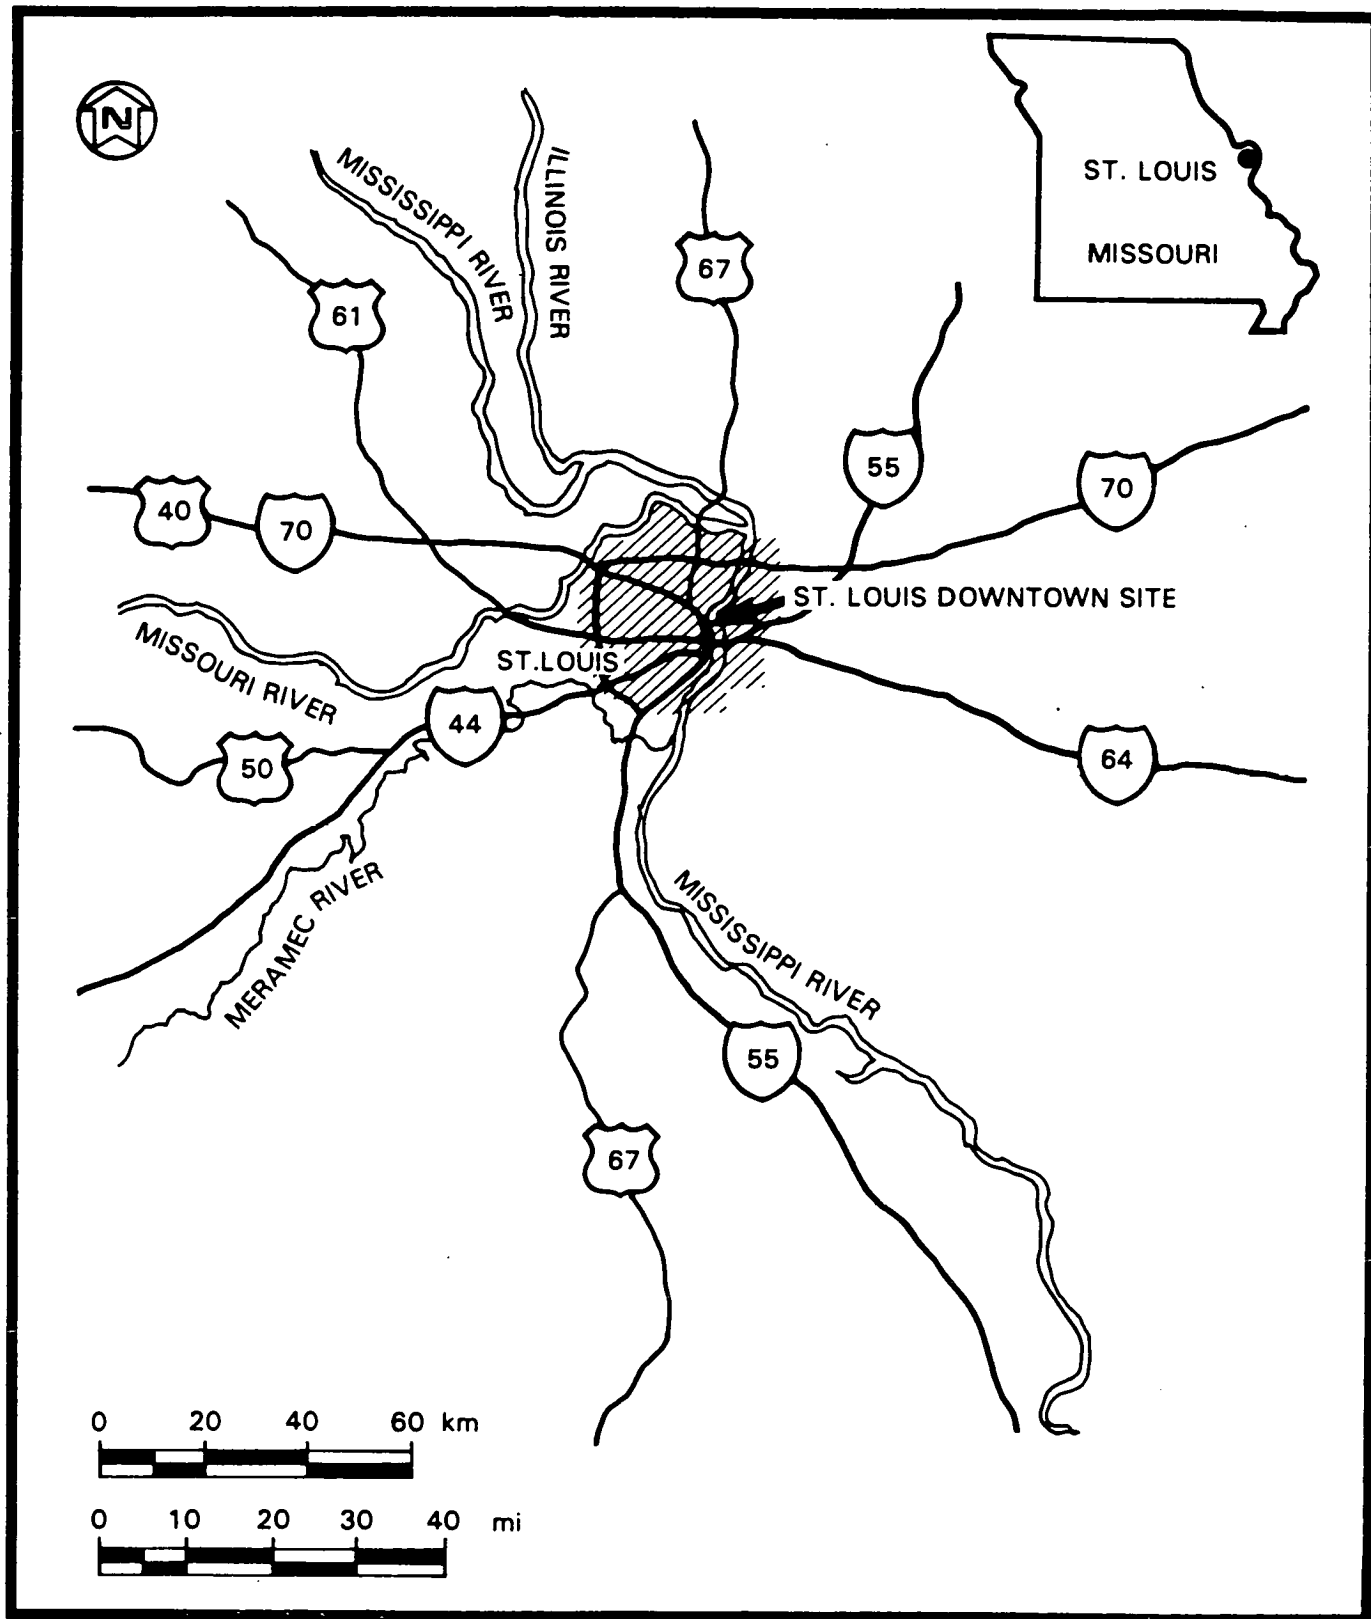 N
ST. LOUIS
MISSOURI
MISSISSIPPI RIVER
ILLINOIS RIVER
67
61
55
70
40
70
ST. LOUIS DOWNTOWN SITE
MISSOURI RIVER
ST.LOUIS
44
50
64
MERAMEC RIVER
MISSISSIPPI RIVER
55
67
0 20 40 60 km
0 10 20 30 40 mi